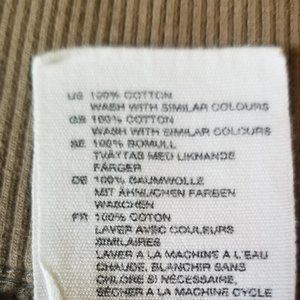 US 100% COTTON
WASH WITH SIMILAR COLOURS
GB 100% COTTON
WASH WITH SIMILAR COLOURS
SE 100% BOMULL
TVÄTTAS MED LIKNANDE
FÄRGER
DE 100% BAUMWOLLE
MIT ÄHNLICHEN FARBEN
WASCHEN
FR 100% COTON
LAVER AVEC COULEURS
SIMILAIRES
LAVER A LA MACHINE A L'EAU
CHAUDE, BLANCHIR SANS
CHLORE SI NECESSAIRE,
SECHER A LA MACHINE CYCLE